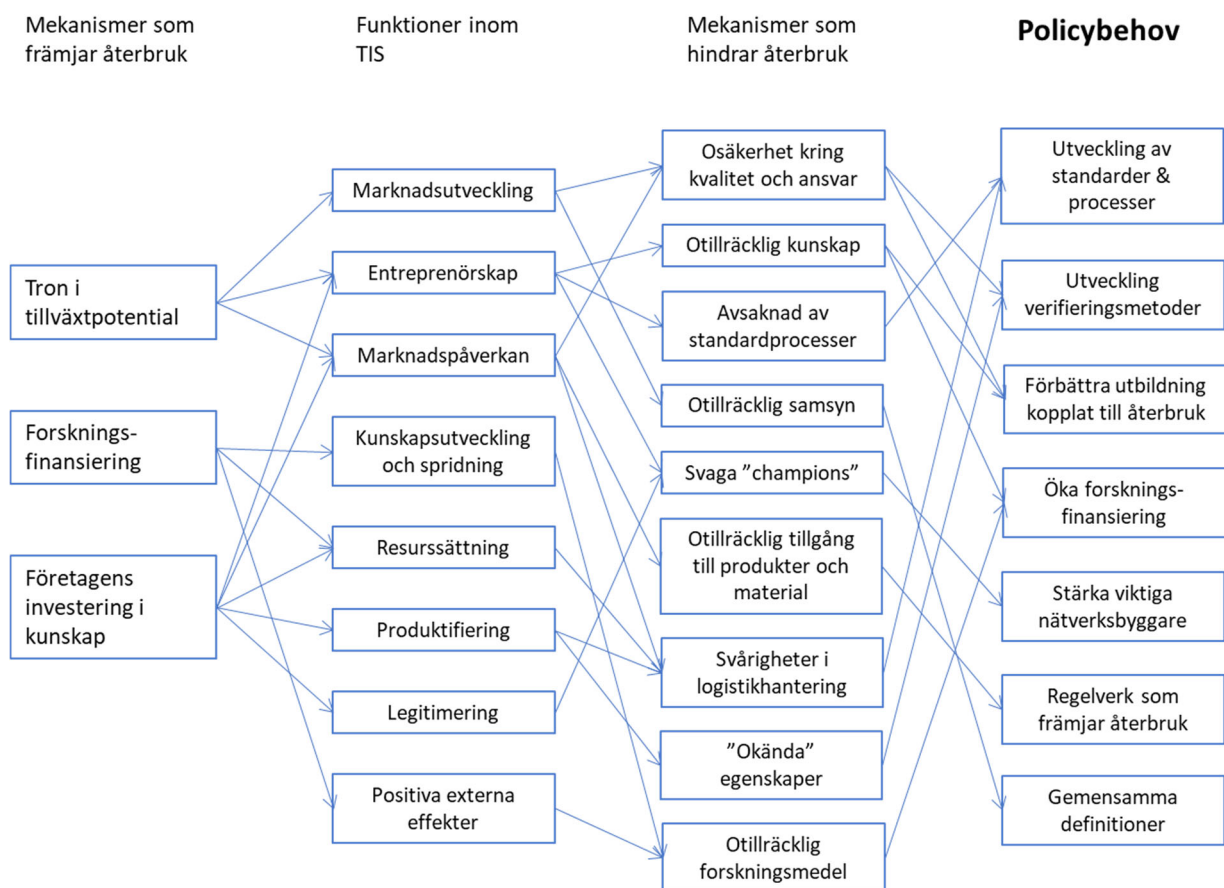 Mekanismer som
främjar återbruk
Funktioner inom
TIS
Mekanismer som
hindrar återbruk
Policybehov
Tron i
tillväxtpotential
Forsknings-
finansiering
Företagens
investering i
kunskap
Marknadsutveckling
Entreprenörskap
Marknadspåverkan
Kunskapsutveckling
och spridning
Resurssättning
Produktifiering
Legitimering
Positiva externa
effekter
Osäkerhet kring
kvalitet och ansvar
Otillräcklig kunskap
Avsaknad av
standardprocesser
Otillräcklig samsyn
Svaga ”champions”
Otillräcklig tillgång
till produkter och
material
Svårigheter i
logistikhantering
”Okända”
egenskaper
Otillräcklig
forskningsmedel
Utveckling av
standarder &
processer
Utveckling
verifieringsmetoder
Förbättra utbildning
kopplat till återbruk
Öka forsknings-
finansiering
Stärka viktiga
nätverksbyggare
Regelverk som
främjar återbruk
Gemensamma
definitioner